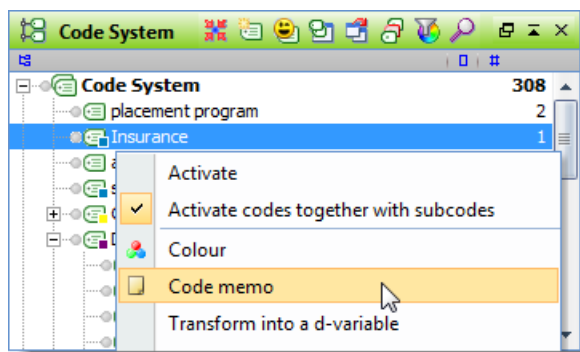 Code System
#
Code System 308
placement program 2
Insurance 1
Activate
Activate codes together with subcodes
Colour
Code memo
Transform into a d-variable